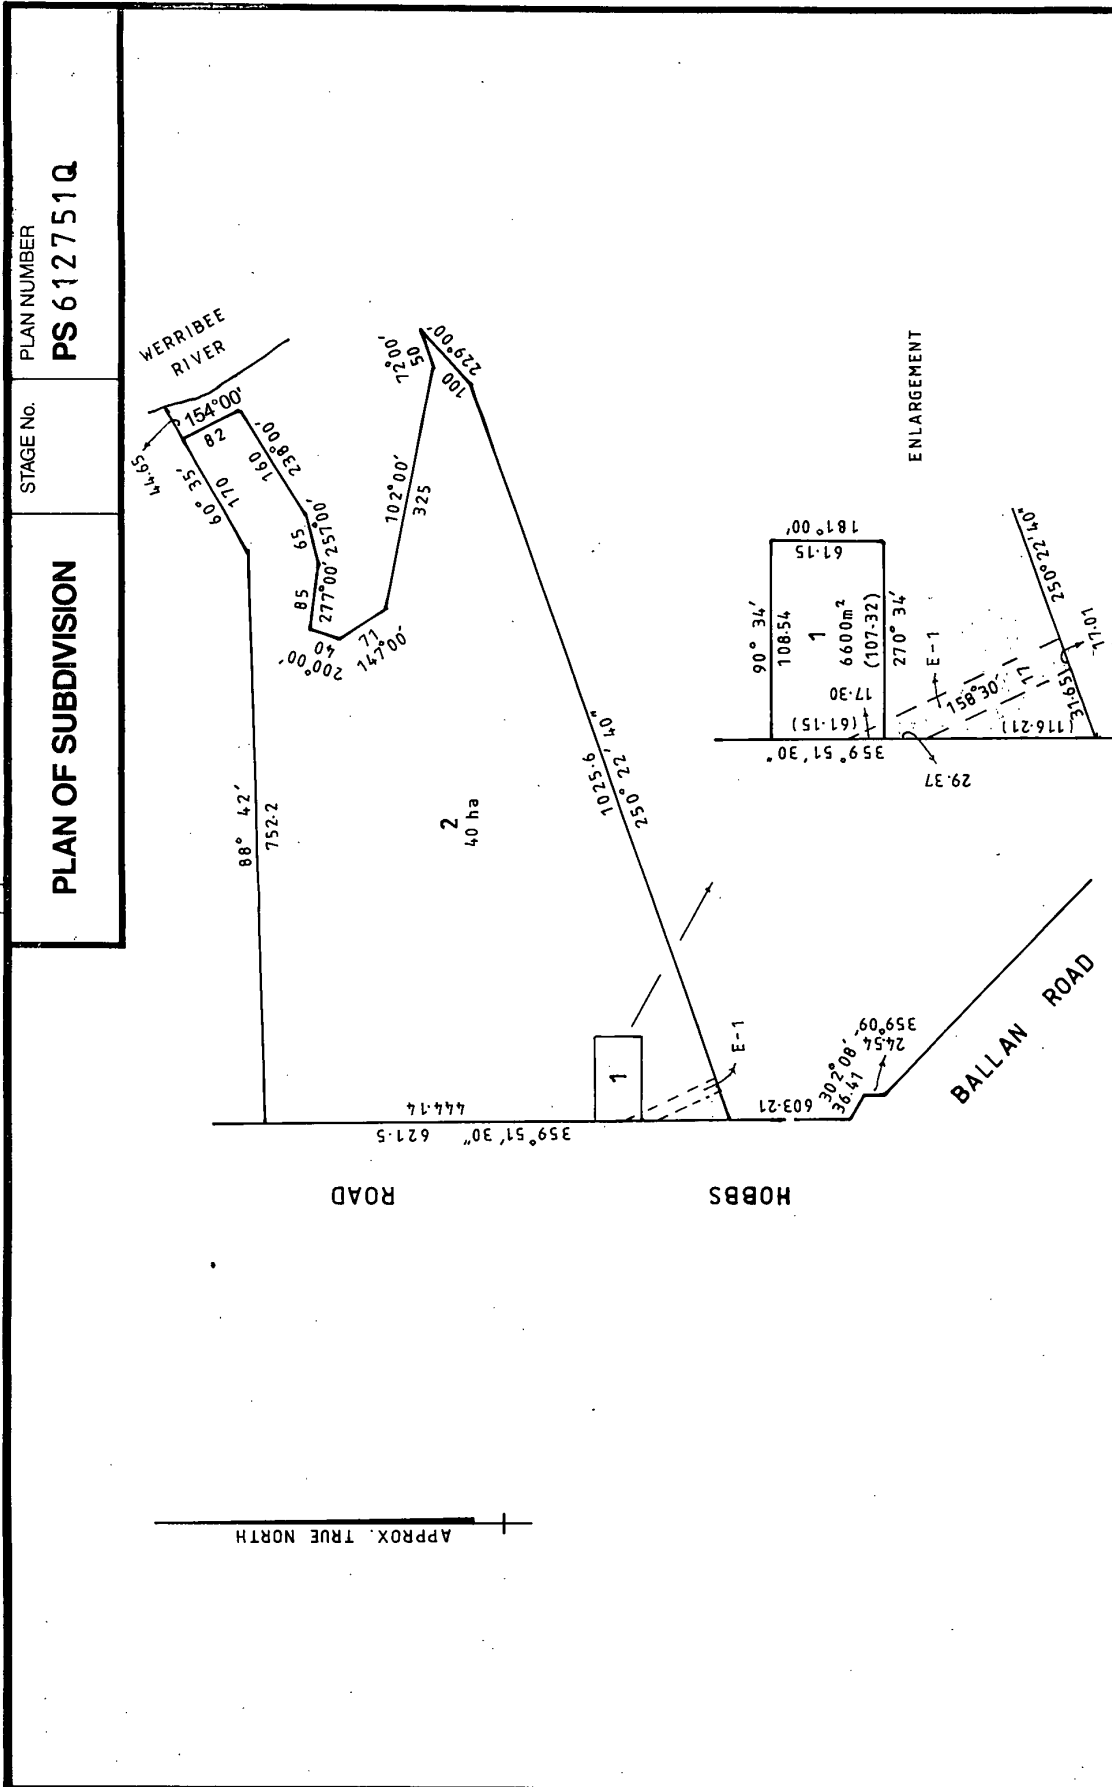 PLAN OF SUBDIVISION
STAGE No.
PLAN NUMBER
PS 612751Q
WERRIBEE
RIVER
44.65
154°00'
82
60° 35'
170
160
238°00'
65
257°00'
85
277°00'
40
200°00'
71
147°00'
102°00'
325
72°00'
50
100
229°00'
88° 42'
752.2
2
40 ha
1025.6
250° 22' 40"
444.14
359° 51' 30" 621.5
1
E-1
603.21
302°08'
36.41
24.54
359°09'
HOBBS
ROAD
BALLAN ROAD
ENLARGEMENT
90° 34'
108.54
1
6600m²
(107.32)
270° 34'
61.15
181°00'
(61.15)
17.30
359° 51' 30"
E-1
158°30'
17
29.37
(116.21)
31.65
17.01
250° 22' 40"
APPROX. TRUE NORTH